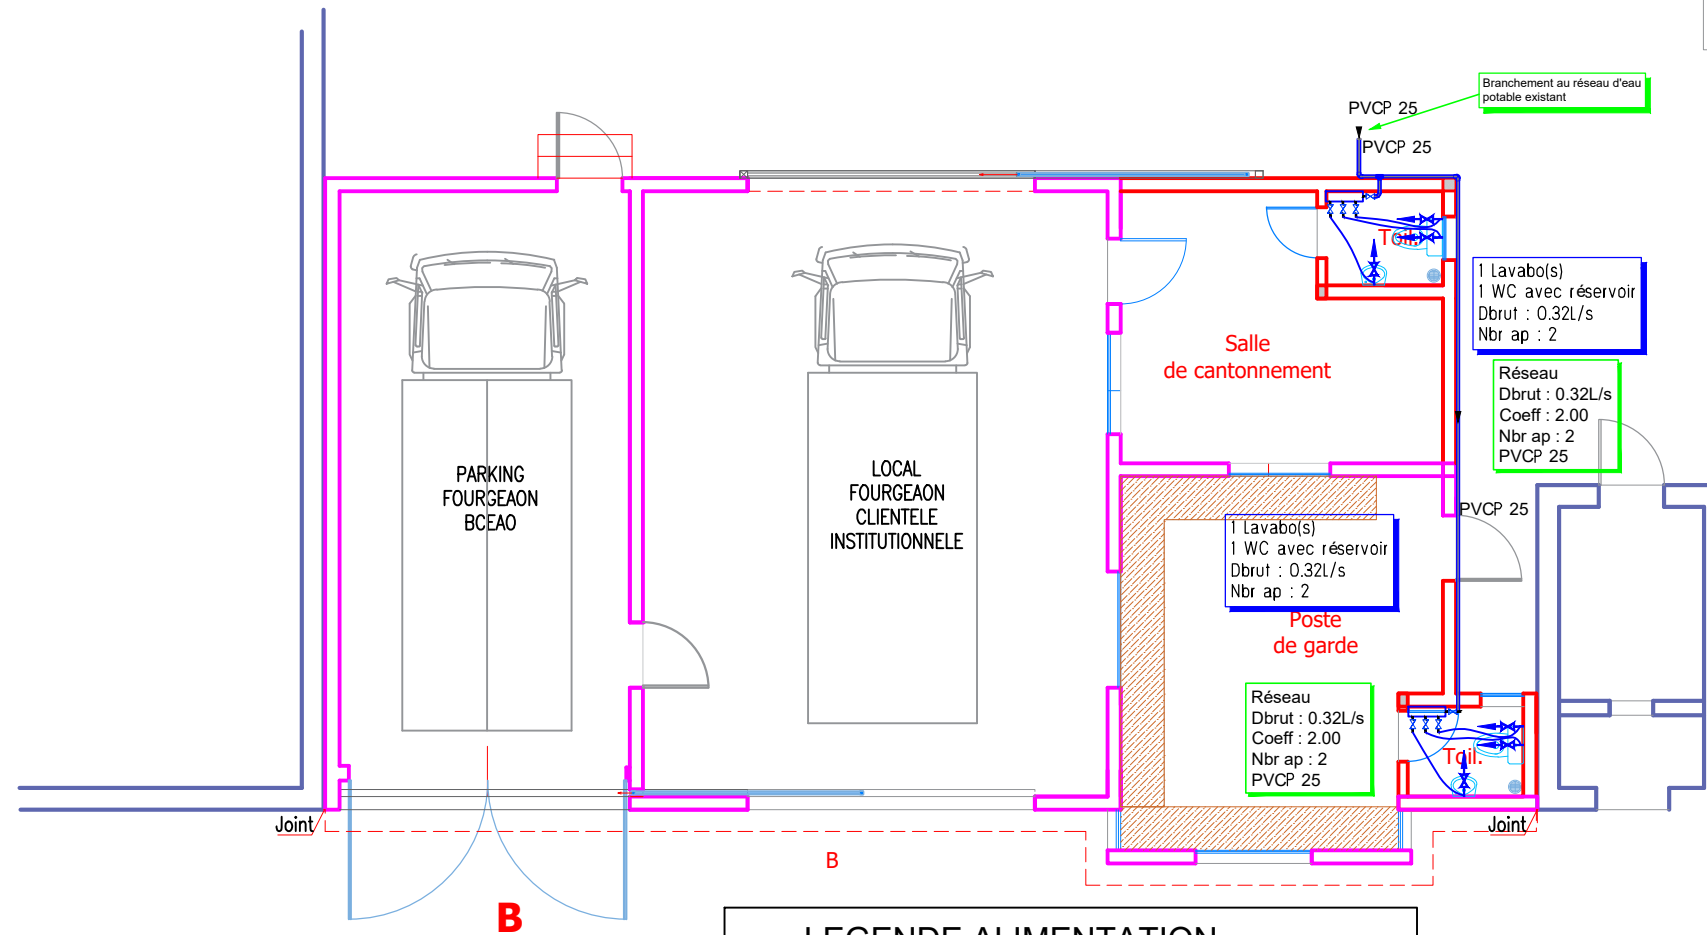 Branchement au réseau d'eau
potable existant
PVCP 25
PVCP 25
Toil.
1 Lavabo(s)
1 WC avec réservoir
Dbrut : 0.32L/s
Nbr ap : 2
Salle
de cantonnement
Réseau
Dbrut : 0.32L/s
Coeff : 2.00
Nbr ap : 2
PVCP 25
PARKING
FOURGEAON
BCEAO
LOCAL
FOURGEAON
CLIENTELE
INSTITUTIONNELE
PVCP 25
1 Lavabo(s)
1 WC avec réservoir
Dbrut : 0.32L/s
Nbr ap : 2
Poste
de garde
Réseau
Dbrut : 0.32L/s
Coeff : 2.00
Nbr ap : 2
PVCP 25
Toil.
Joint
Joint
B
B
LEGENDE ALIMENTATION